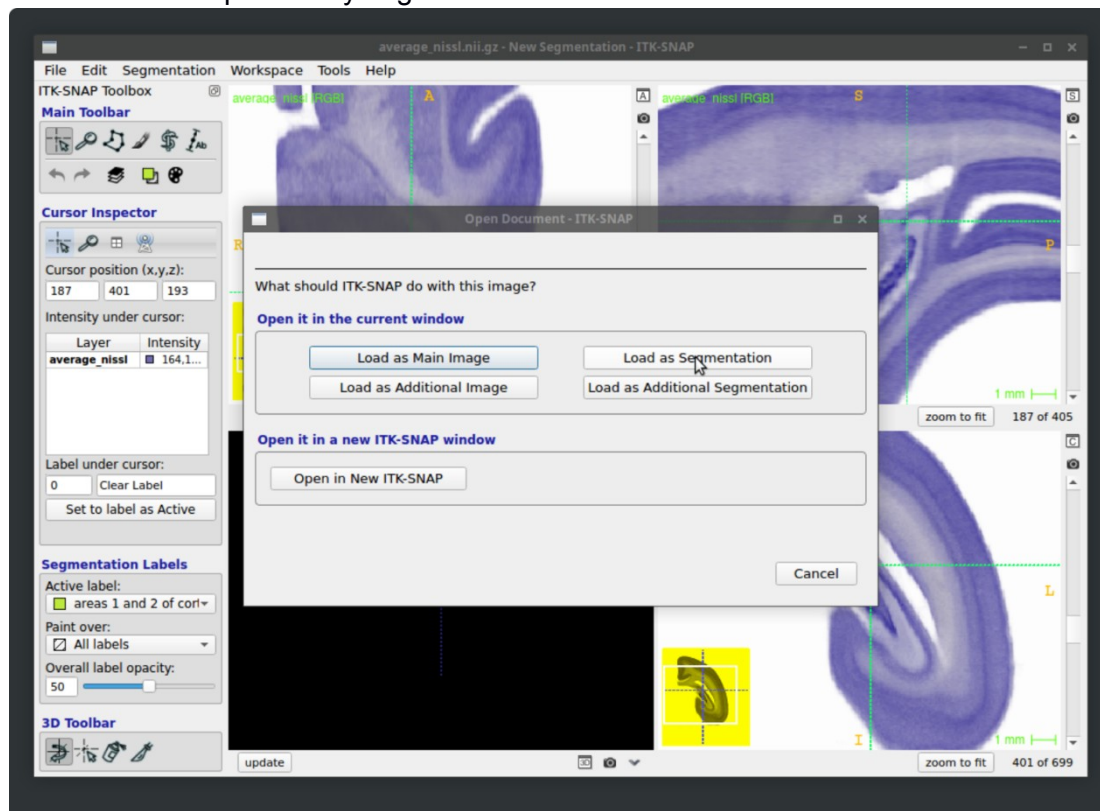 average_nissl.nii.gz - New Segmentation - ITK-SNAP
File Edit Segmentation Workspace Tools Help
ITK-SNAP Toolbox
Main Toolbar
average_nissl [RGB]
A
A
average_nissl [RGB]
S
S
Cursor Inspector
Open Document - ITK-SNAP
R
P
Cursor position (x,y,z):
187 401 193
What should ITK-SNAP do with this image?
Intensity under cursor:
Open it in the current window
Layer Intensity
average_nissl 164,1...
Load as Main Image Load as Segmentation
Load as Additional Image Load as Additional Segmentation
1 mm
zoom to fit 187 of 405
Open it in a new ITK-SNAP window
C
Label under cursor:
0 Clear Label
Open in New ITK-SNAP
Set to label as Active
Segmentation Labels
Cancel
Active label:
areas 1 and 2 of cort
L
Paint over:
All labels
Overall label opacity:
50
3D Toolbar
I
1 mm
update
3D
zoom to fit 401 of 699